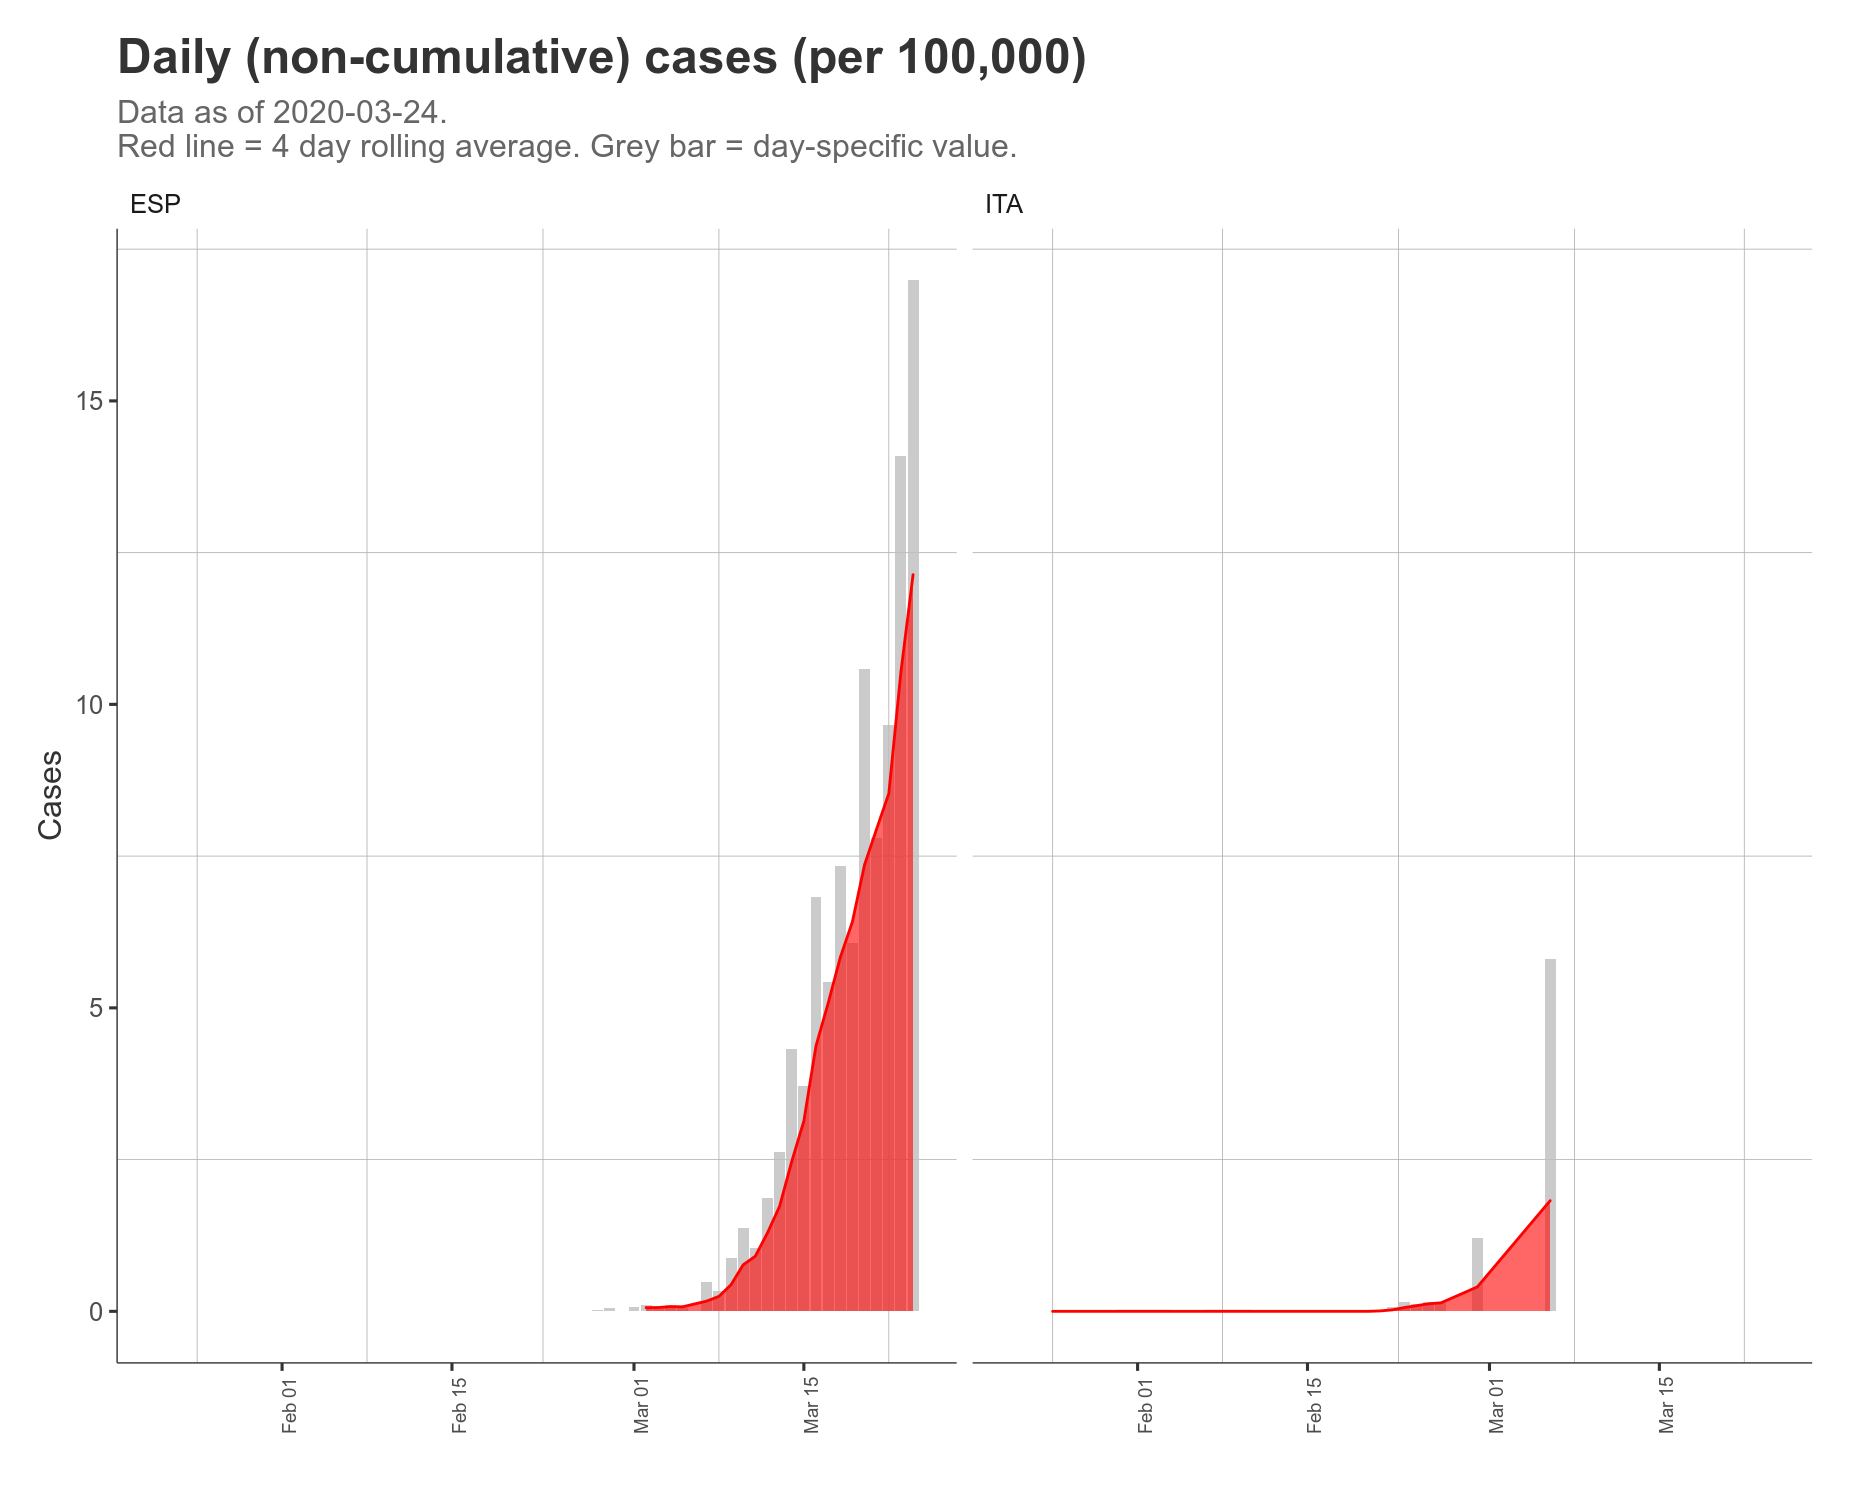 Daily (non-cumulative) cases (per 100,000)
Data as of 2020-03-24.
Red line = 4 day rolling average. Grey bar = day-specific value.
ESP
ITA
15
10
5
0
Cases
Feb 01
Feb 15
Mar 01
Mar 15
Feb 01
Feb 15
Mar 01
Mar 15